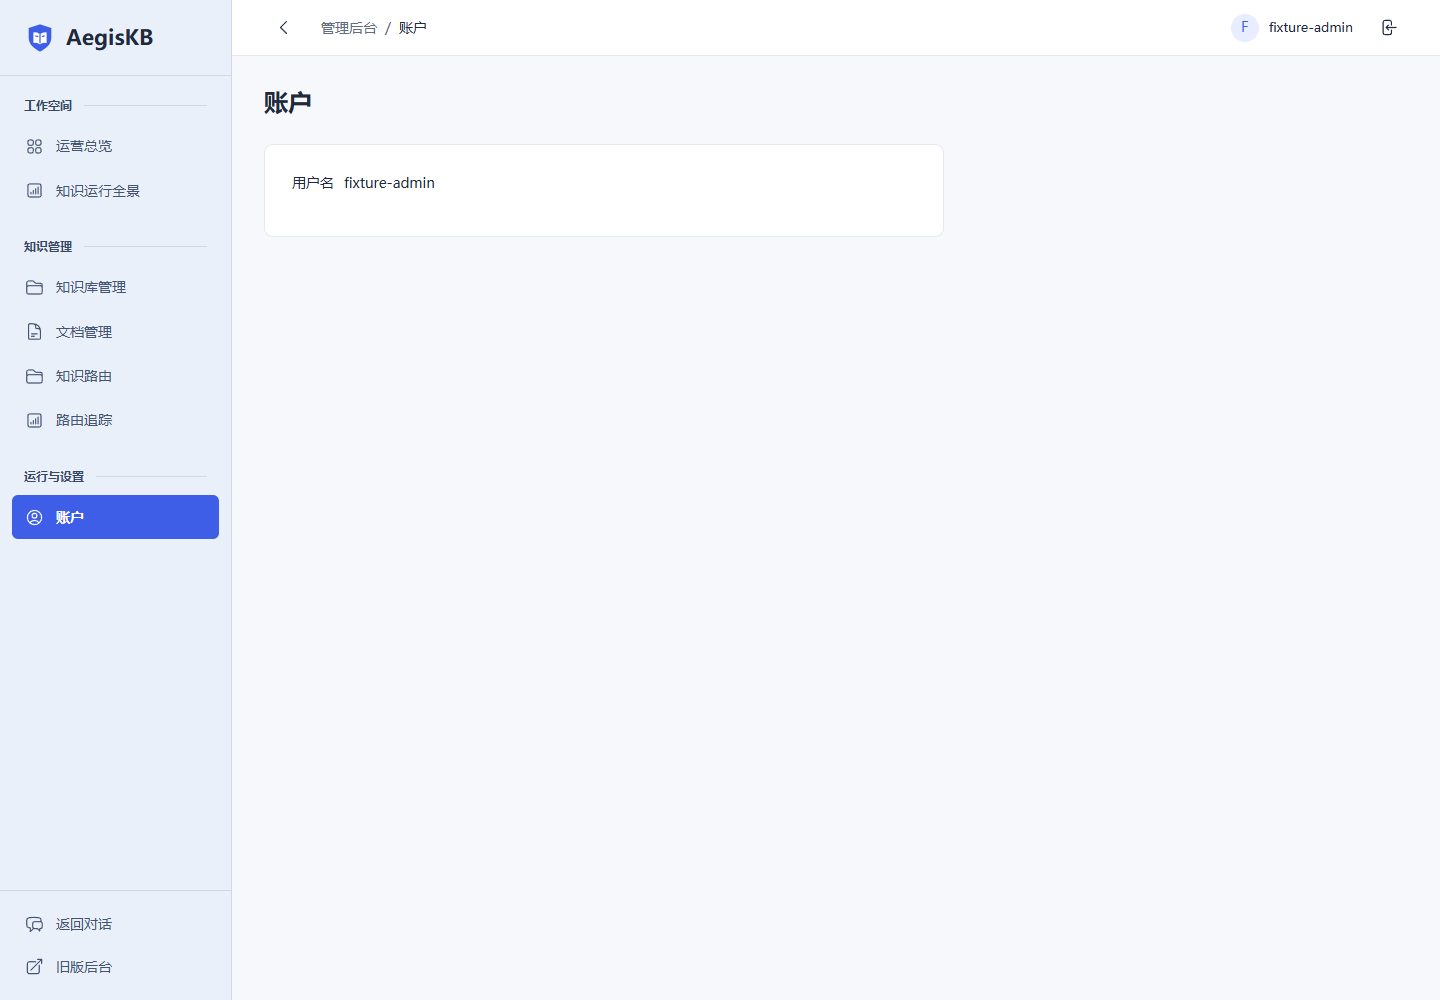 AegisKB
工作空间
运营总览
知识运行全景
知识管理
知识库管理
文档管理
知识路由
路由追踪
运行与设置
账户
返回对话
旧版后台
管理后台 / 账户
F fixture-admin
账户
用户名 fixture-admin